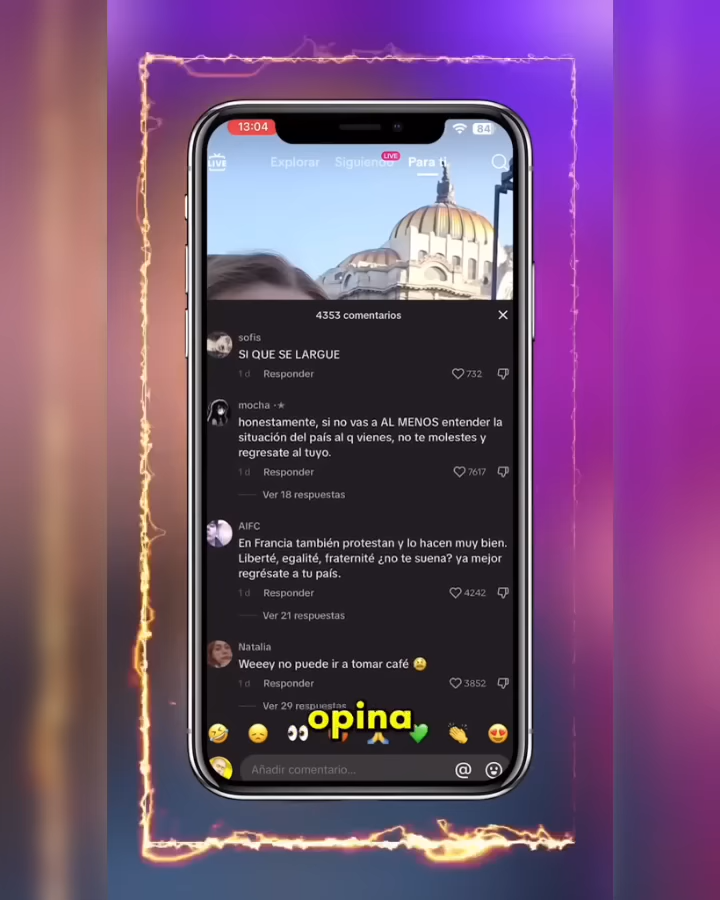 13:04
84
LIVE
Explorar
Siguiendo
LIVE
Para ti
4353 comentarios
sofis
SI QUE SE LARGUE
1 d Responder
732
mocha
honestamente, si no vas a AL MENOS entender la
situación del país al q vienes, no te molestes y
regresate al tuyo.
1 d Responder
7617
Ver 18 respuestas
AIFC
En Francia también protestan y lo hacen muy bien.
Liberté, egalité, fraternité ¿no te suena? ya mejor
regrésate a tu país.
1 d Responder
4242
Ver 21 respuestas
Natalia
Weeey no puede ir a tomar café
1 d Responder
3852
Ver 29 respuestas
opina
Añadir comentario...
@